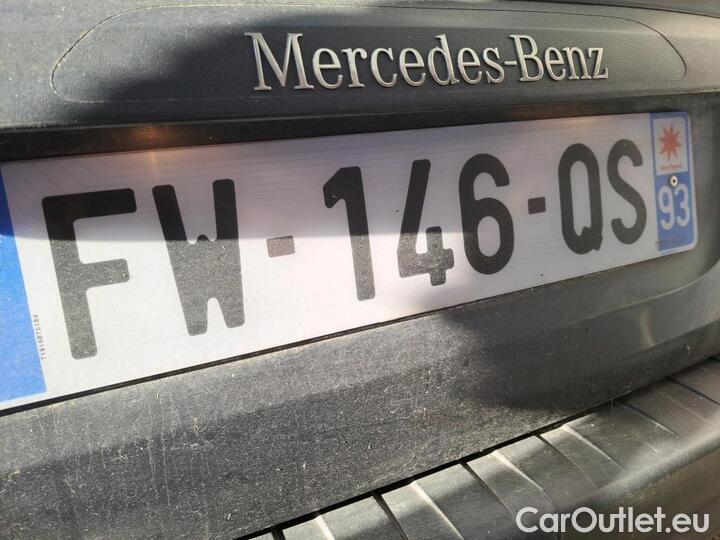 Mercedes-Benz
FW-146-QS
93
CarOutlet.eu